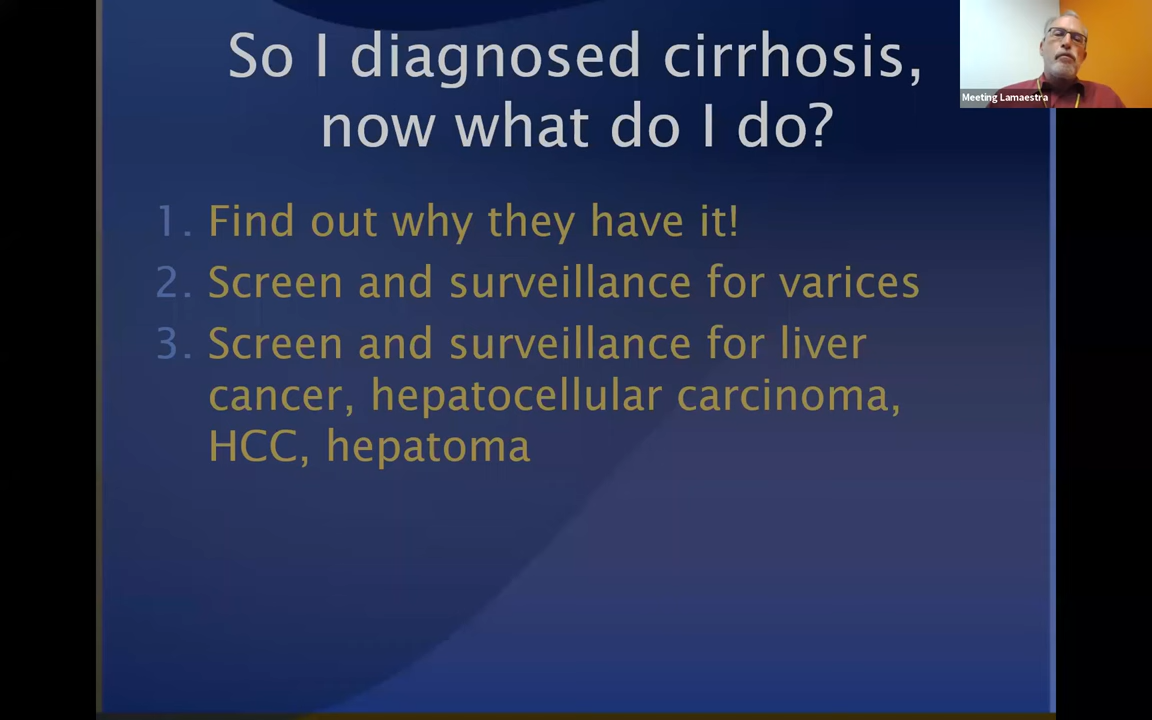 So I diagnosed cirrhosis,
now what do I do?
Meeting Lamaestra
1. Find out why they have it!
2. Screen and surveillance for varices
3. Screen and surveillance for liver
cancer, hepatocellular carcinoma,
HCC, hepatoma